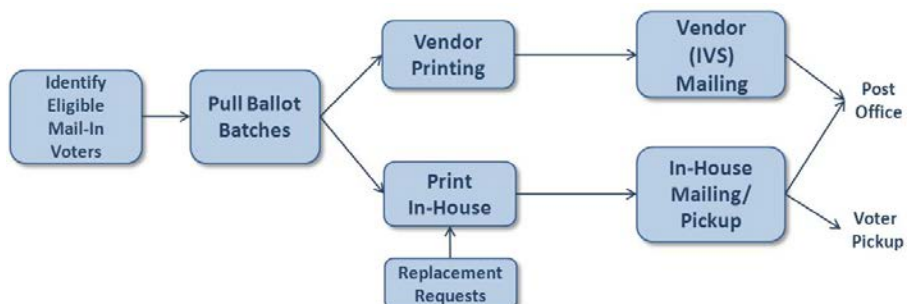 Identify
Eligible
Mail-In
Voters
Pull Ballot
Batches
Vendor
Printing
Vendor
(IVS)
Mailing
Post
Office
Print
In-House
In-House
Mailing/
Pickup
Voter
Pickup
Replacement
Requests